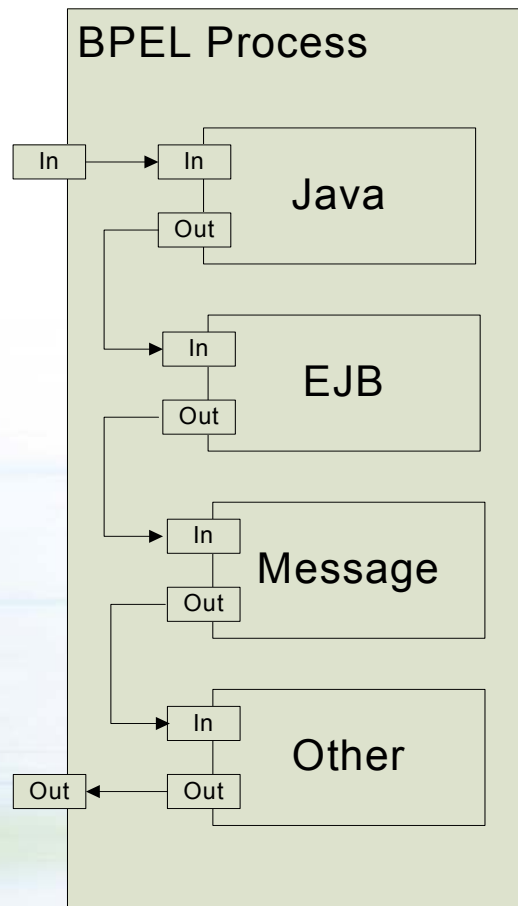 BPEL Process
In
In
Java
Out
In
EJB
Out
In
Message
Out
In
Other
Out
Out